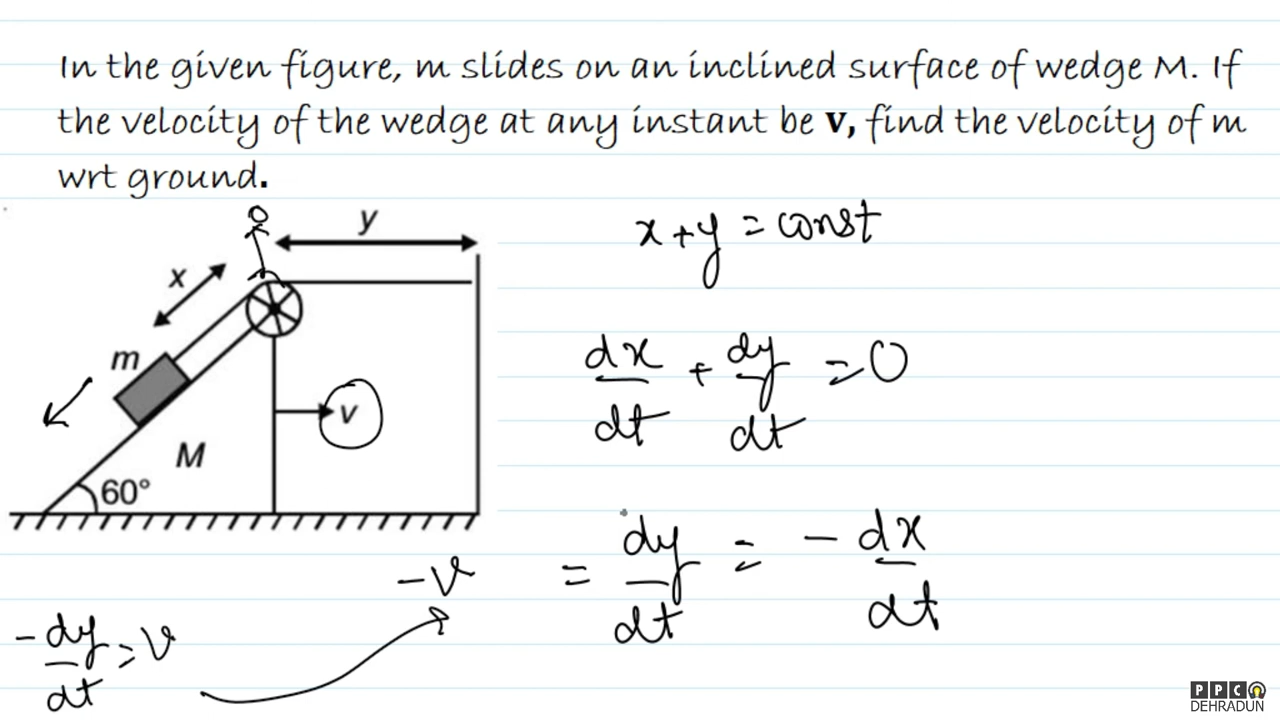 In the given figure, m slides on an inclined surface of wedge M. If
the velocity of the wedge at any instant be v, find the velocity of m
wrt ground.
y
x + y = const
x
m
dx/dt + dy/dt = 0
v
M
60°
= dy/dt = - dx/dt
-v
-dy/dt = v
PPC
DEHRADUN